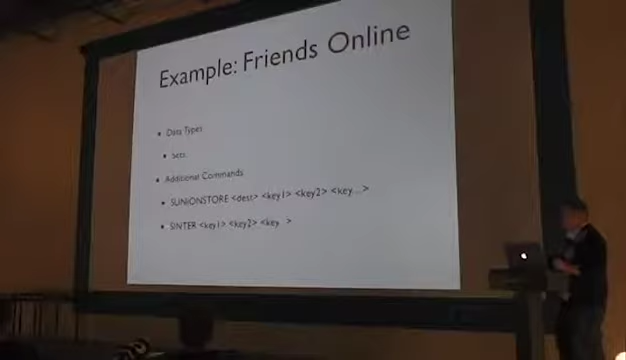 Example: Friends Online
• Data Types
• Sets
• Additional Commands
• SUNIONSTORE <dest> <key1> <key2> <key...>
• SINTER <key1> <key2> <key >